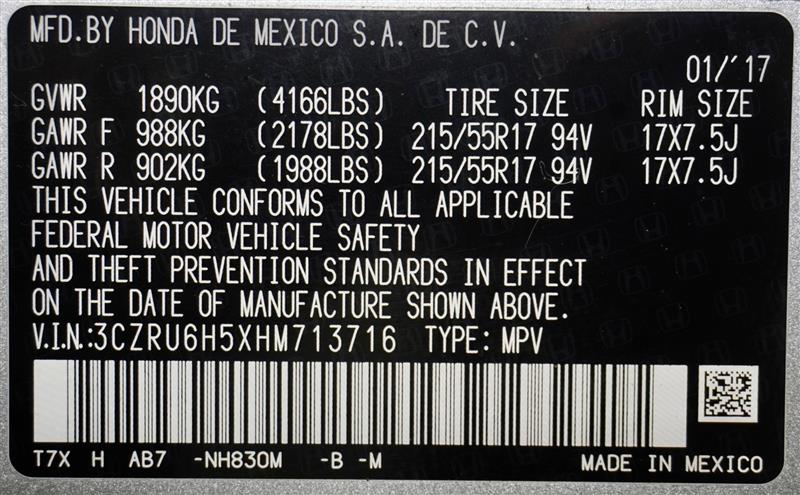 MFD.BY HONDA DE MEXICO S.A. DE C.V.
01/'17
GVWR 1890KG (4166LBS) TIRE SIZE RIM SIZE
GAWR F 988KG (2178LBS) 215/55R17 94V 17X7.5J
GAWR R 902KG (1988LBS) 215/55R17 94V 17X7.5J
THIS VEHICLE CONFORMS TO ALL APPLICABLE
FEDERAL MOTOR VEHICLE SAFETY
AND THEFT PREVENTION STANDARDS IN EFFECT
ON THE DATE OF MANUFACTURE SHOWN ABOVE.
V.I.N.:3CZRU6H5XHM713716 TYPE: MPV
T7X H AB7 -NH830M -B -M MADE IN MEXICO